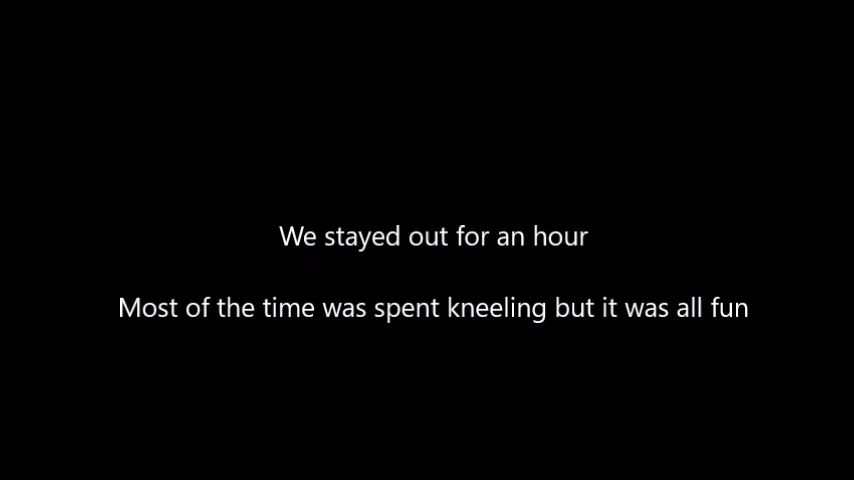 We stayed out for an hour
Most of the time was spent kneeling but it was all fun